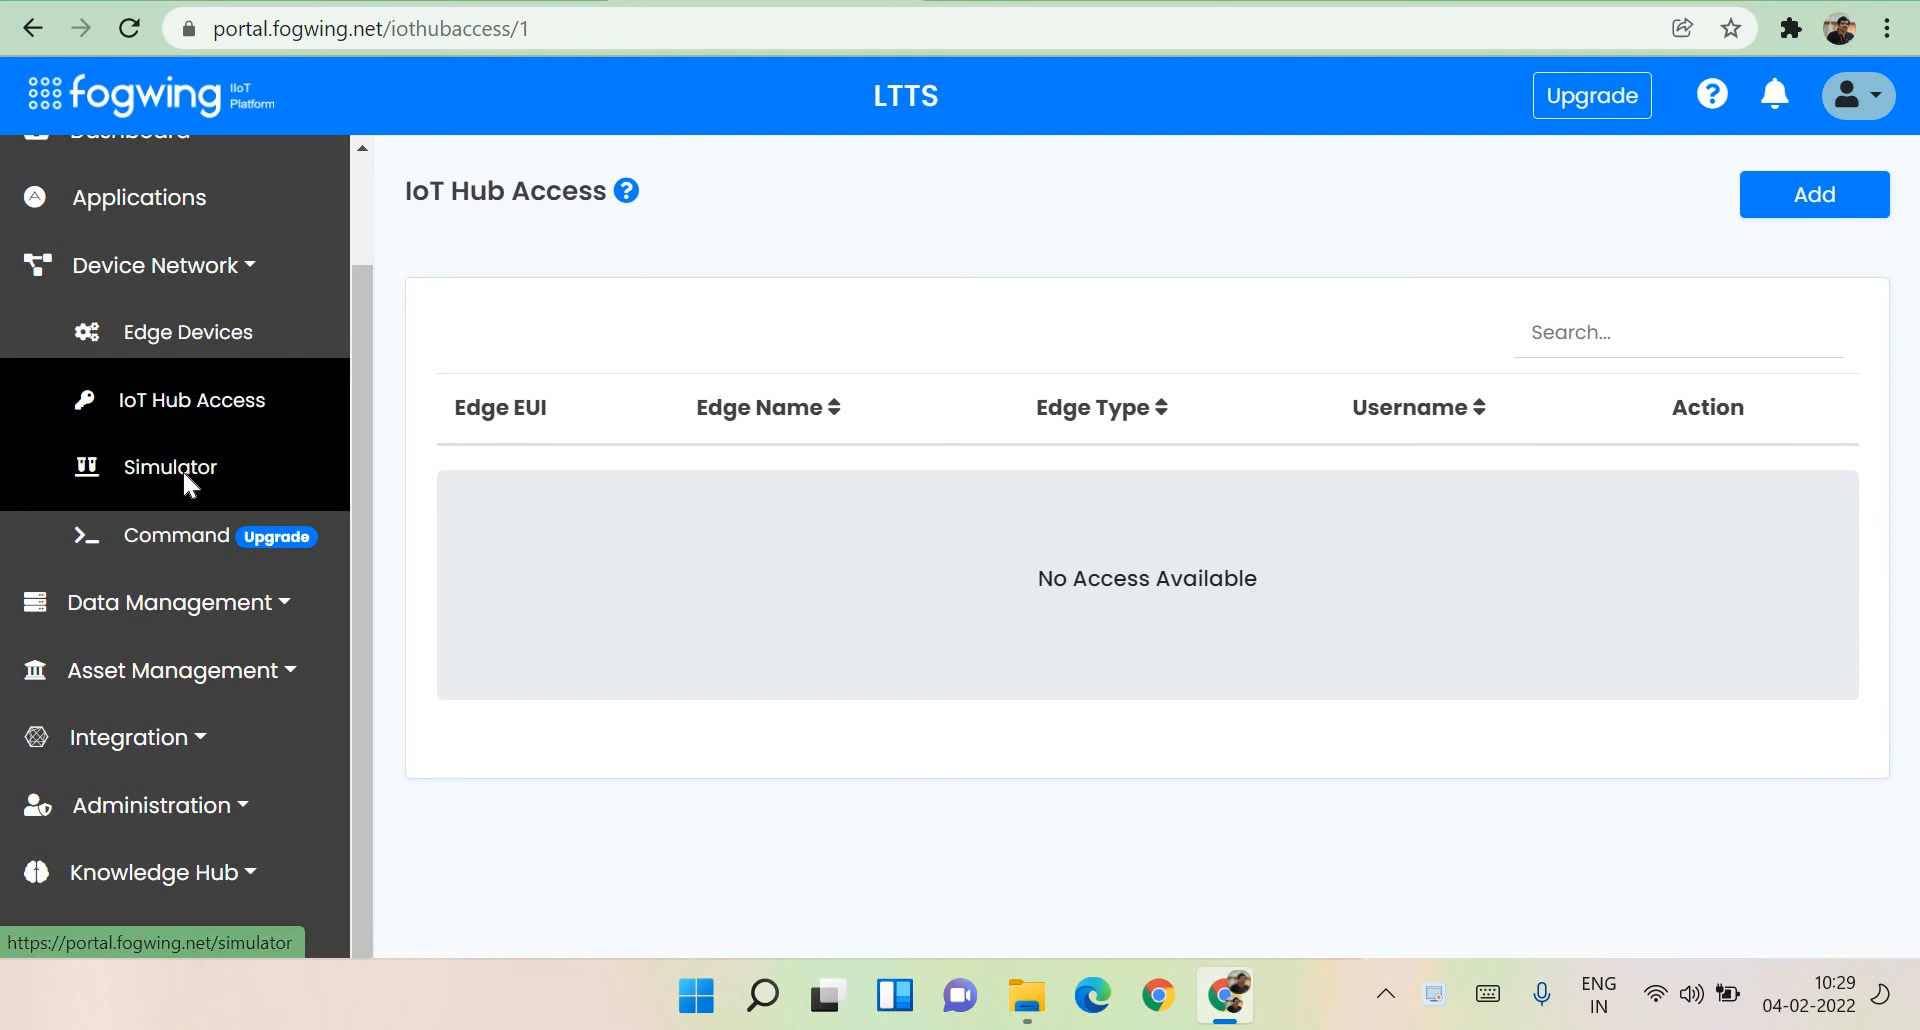 portal.fogwing.net/iothubaccess/1
fogwing IIoT Platform
LTTS
Upgrade
Dashboard
Applications
Device Network
Edge Devices
IoT Hub Access
Simulator
Command Upgrade
Data Management
Asset Management
Integration
Administration
Knowledge Hub
https://portal.fogwing.net/simulator
IoT Hub Access
Add
Search...
Edge EUI Edge Name Edge Type Username Action
No Access Available
ENG
IN
10:29
04-02-2022